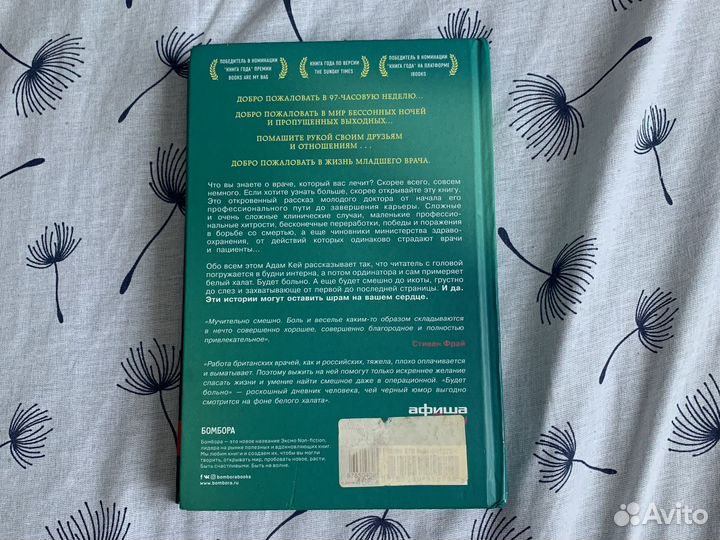 ПОБЕДИТЕЛЬ В НОМИНАЦИИ
"КНИГА ГОДА" ПРЕМИИ
BOOKS ARE MY BAG
КНИГА ГОДА ПО ВЕРСИИ
THE SUNDAY TIMES
ПОБЕДИТЕЛЬ В НОМИНАЦИИ
"КНИГА ГОДА" НА ПЛАТФОРМЕ
IBOOKS
ДОБРО ПОЖАЛОВАТЬ В 97-ЧАСОВУЮ НЕДЕЛЮ...
ДОБРО ПОЖАЛОВАТЬ В МИР БЕССОННЫХ НОЧЕЙ
И ПРОПУЩЕННЫХ ВЫХОДНЫХ...
ПОМАШИТЕ РУКОЙ СВОИМ ДРУЗЬЯМ
И ОТНОШЕНИЯМ . . .
ДОБРО ПОЖАЛОВАТЬ В ЖИЗНЬ МЛАДШЕГО ВРАЧА.
Что вы знаете о враче, который вас лечит? Скорее всего, совсем
немного. Если хотите узнать больше, скорее открывайте эту книгу.
Это откровенный рассказ молодого доктора от начала его
профессионального пути до завершения карьеры. Сложные
и очень сложные клинические случаи, маленькие профессио-
нальные хитрости, бесконечные переработки, победы и поражения
в борьбе со смертью, а еще чиновники министерства здраво-
охранения, от действий которых одинаково страдают врачи
и пациенты...
Обо всем этом Адам Кей рассказывает так, что читатель с головой
погружается в будни интерна, а потом ординатора и сам примеряет
белый халат. Будет больно. А еще будет смешно до икоты, грустно
до слез и захватывающе от первой до последней страницы. И да.
Эти истории могут оставить шрам на вашем сердце.
«Мучительно смешно. Боль и веселье каким-то образом складываются
в нечто совершенно хорошее, совершенно благородное и полностью
привлекательное».
Стивен Фрай
«Работа британских врачей, как и российских, тяжела, плохо оплачивается
и выматывает. Поэтому выжить на ней помогут только искреннее желание
спасать жизни и умение найти смешное даже в операционной. «Будет
больно» — роскошный дневник человека, чей черный юмор выгодно
смотрится на фоне белого халата».
афиша
БОМБОРА
Бомбора – это новое название Эксмо Non-fiction,
лидера на рынке полезных и вдохновляющих книг.
Мы любим книги и создаем их, чтобы вы могли
творить, открывать мир, пробовать новое, расти.
Быть счастливыми. Быть на волне.
bomborabooks
www.bombora.ru
Avito